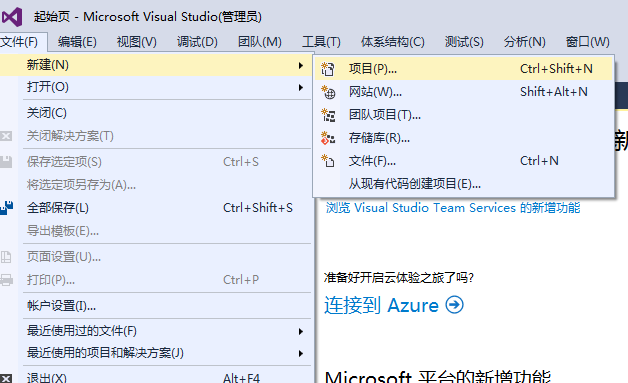 起始页 - Microsoft Visual Studio(管理员)
文件(F) 编辑(E) 视图(V) 调试(D) 团队(M) 工具(T) 体系结构(C) 测试(S) 分析(N) 窗口(W)
新建(N)
打开(O)
关闭(C)
关闭解决方案(T)
保存选定项(S) Ctrl+S
将选定项另存为(A)...
全部保存(L) Ctrl+Shift+S
导出模板(E)...
页面设置(U)...
打印(P)... Ctrl+P
帐户设置(I)...
最近使用过的文件(F)
最近使用的项目和解决方案(J)
退出(X) Alt+F4
项目(P)... Ctrl+Shift+N
网站(W)... Shift+Alt+N
团队项目(T)...
存储库(R)...
文件(F)... Ctrl+N
从现有代码创建项目(E)...
新
浏览 Visual Studio Team Services 的新增功能
准备好开启云体验之旅了吗?
连接到 Azure
Microsoft 平台的新增功能